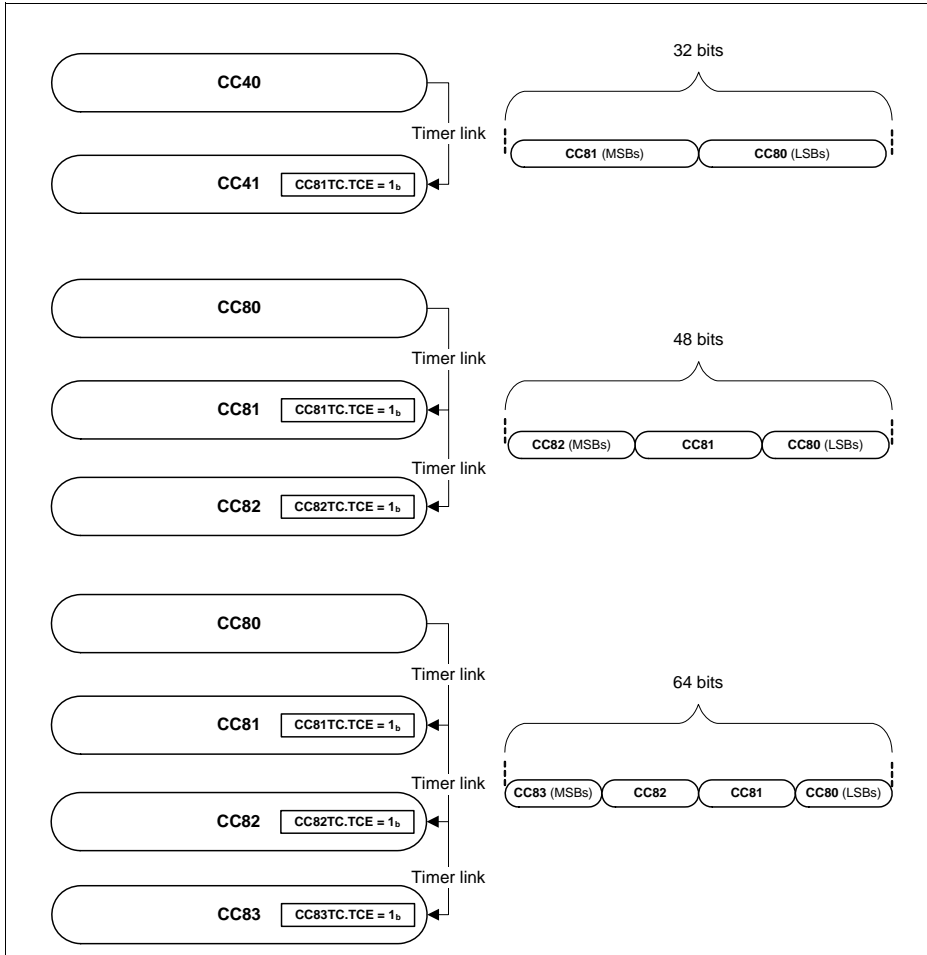 CC40
Timer link
CC41
CC81TC.TCE = 1b
32 bits
CC81 (MSBs)
CC80 (LSBs)
CC80
Timer link
CC81
CC81TC.TCE = 1b
Timer link
CC82
CC82TC.TCE = 1b
48 bits
CC82 (MSBs)
CC81
CC80 (LSBs)
CC80
Timer link
CC81
CC81TC.TCE = 1b
Timer link
CC82
CC82TC.TCE = 1b
Timer link
CC83
CC83TC.TCE = 1b
64 bits
CC83 (MSBs)
CC82
CC81
CC80 (LSBs)